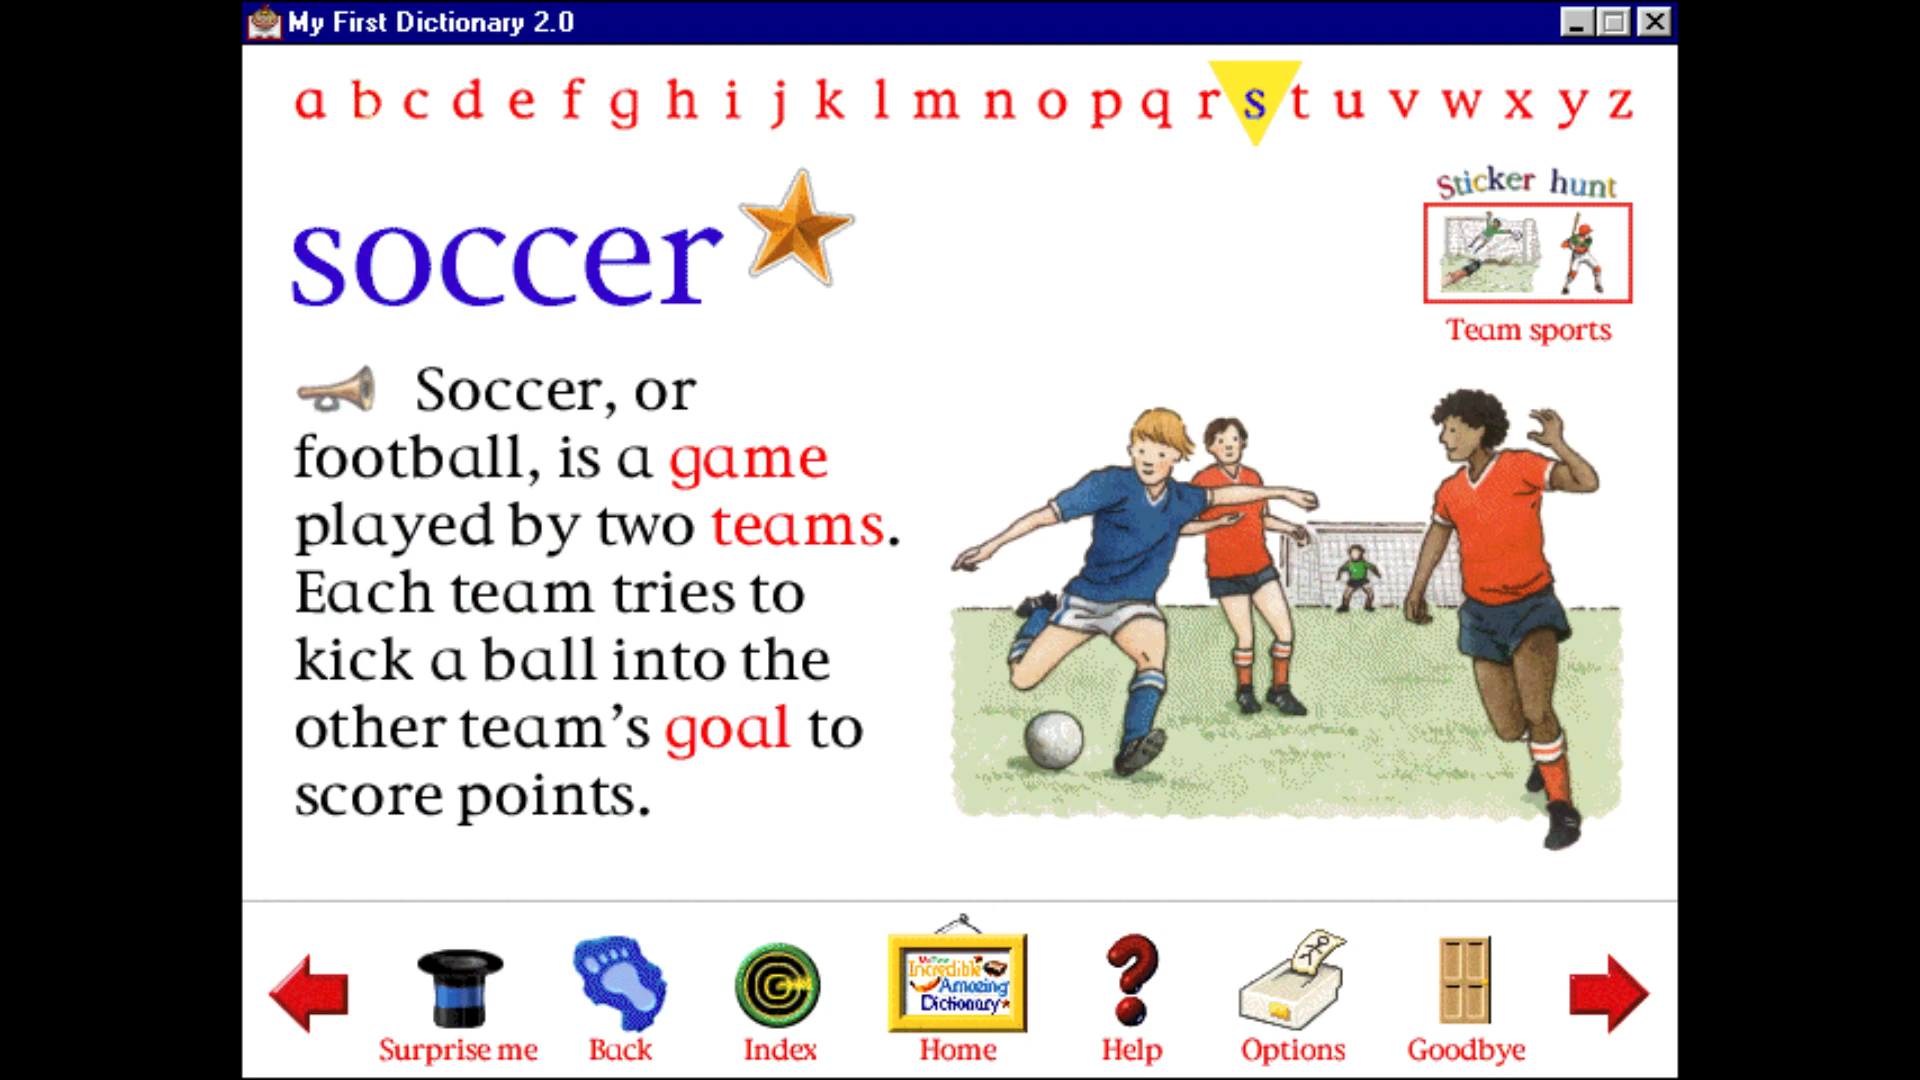 My First Dictionary 2.0
a b c d e f g h i j k l m n o p q r s t u v w x y z
Sticker hunt
soccer
Team sports
Soccer, or
football, is a game
played by two teams.
Each team tries to
kick a ball into the
other team's goal to
score points.
My First
Incredible
Amazing
Dictionary
Surprise me
Back
Index
Home
Help
Options
Goodbye